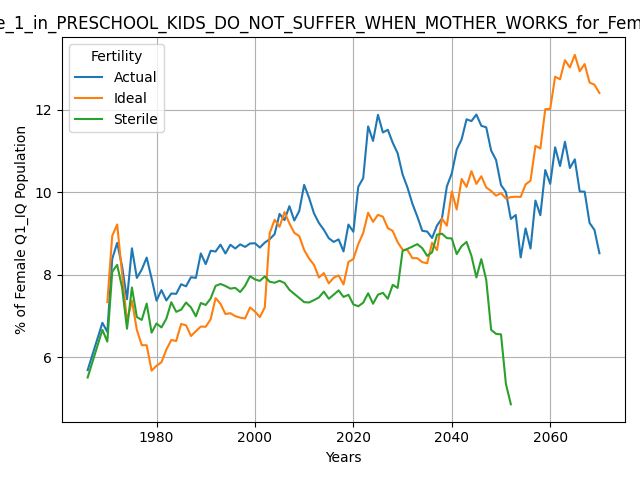 e_1_in_PRESCHOOL_KIDS_DO_NOT_SUFFER_WHEN_MOTHER_WORKS_for_Fem
Fertility
Actual
Ideal
Sterile
% of Female Q1_IQ Population
12
10
8
6
1980 2000 2020 2040 2060
Years